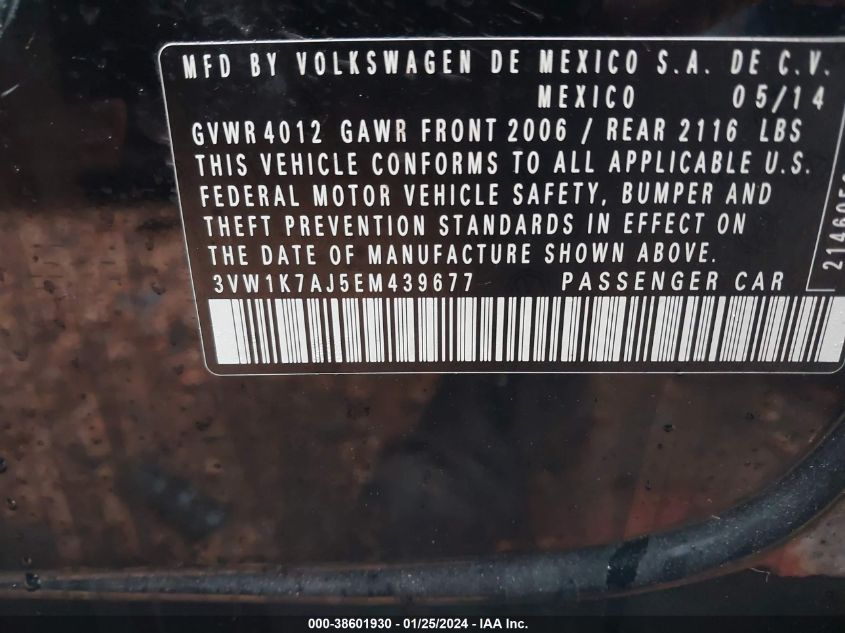 MFD BY VOLKSWAGEN DE MEXICO S.A. DE C.V.
MEXICO 05/14
GVWR 4012 GAWR FRONT 2006 / REAR 2116 LBS
THIS VEHICLE CONFORMS TO ALL APPLICABLE U.S.
FEDERAL MOTOR VEHICLE SAFETY, BUMPER AND
THEFT PREVENTION STANDARDS IN EFFECT ON
THE DATE OF MANUFACTURE SHOWN ABOVE.
3VW1K7AJ5EM439677 PASSENGER CAR
000-38601930 - 01/25/2024 - IAA Inc.